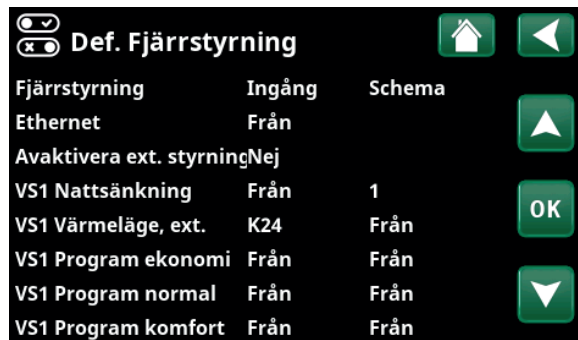 Def. Fjärrstyrning
Fjärrstyrning Ingång Schema
Ethernet Från
Avaktivera ext. styrning Nej
VS1 Nattsänkning Från 1
VS1 Värmeläge, ext. K24 Från
OK
VS1 Program ekonomi Från Från
VS1 Program normal Från Från
VS1 Program komfort Från Från